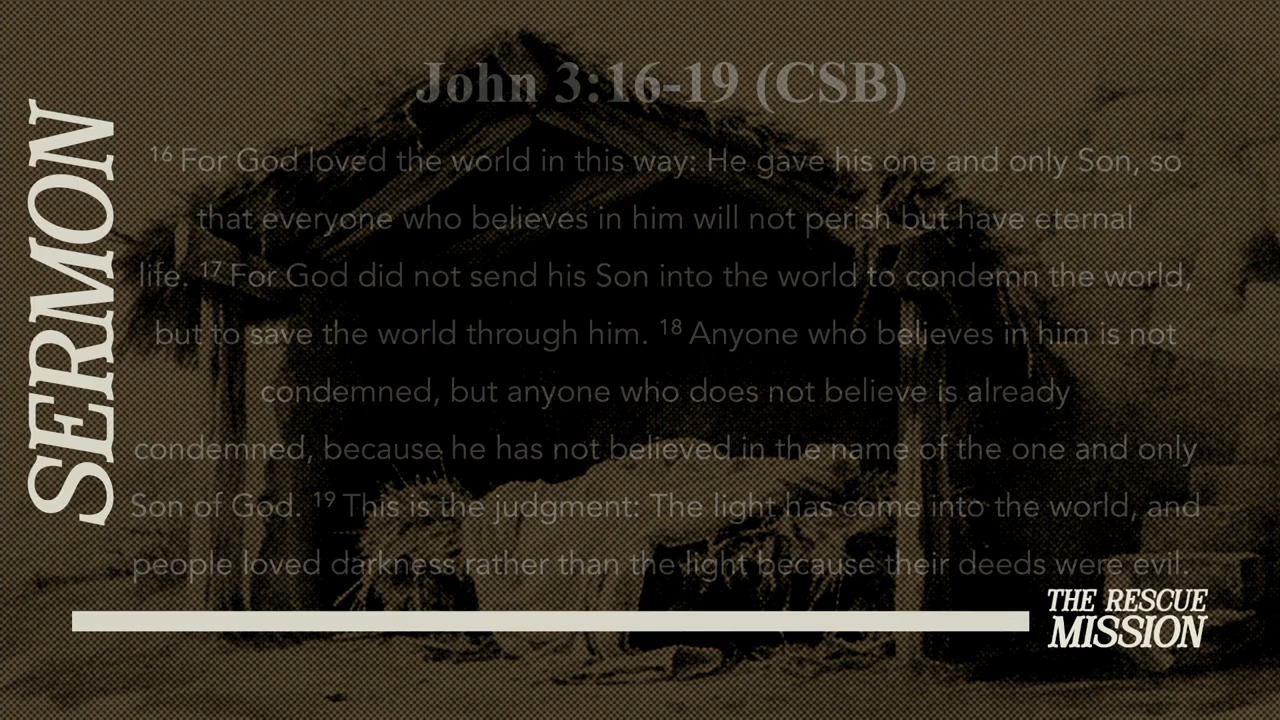 SERMON
John 3:16-19 (CSB)
16 For God loved the world in this way: He gave his one and only Son, so
that everyone who believes in him will not perish but have eternal
life. 17 For God did not send his Son into the world to condemn the world,
but to save the world through him. 18 Anyone who believes in him is not
condemned, but anyone who does not believe is already
condemned, because he has not believed in the name of the one and only
Son of God. 19 This is the judgment: The light has come into the world, and
people loved darkness rather than the light because their deeds were evil.
THE RESCUE
MISSION